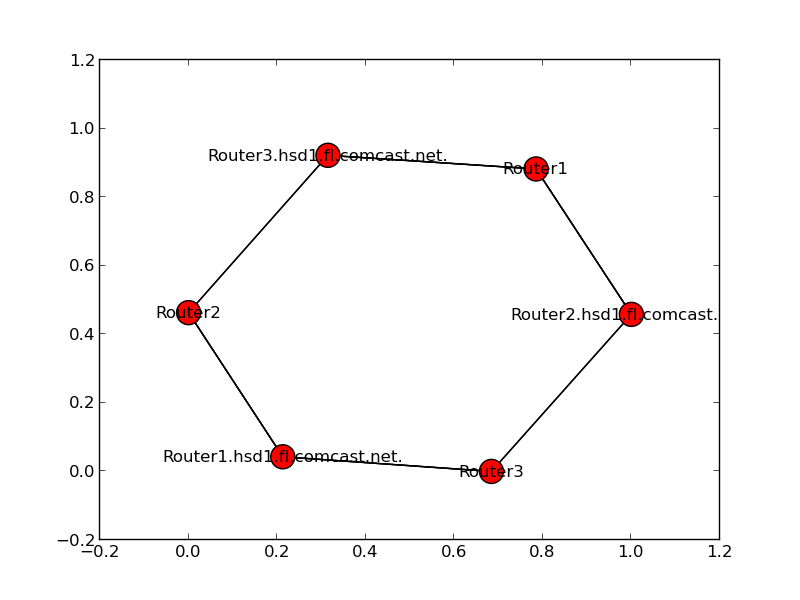 1.2
1.0
0.8
0.6
0.4
0.2
0.0
−0.2
Router3.hsd1.fl.comcast.net.
Router1
Router2
Router2.hsd1.fl.comcast.
Router1.hsd1.fl.comcast.net.
Router3
−0.2
0.0
0.2
0.4
0.6
0.8
1.0
1.2